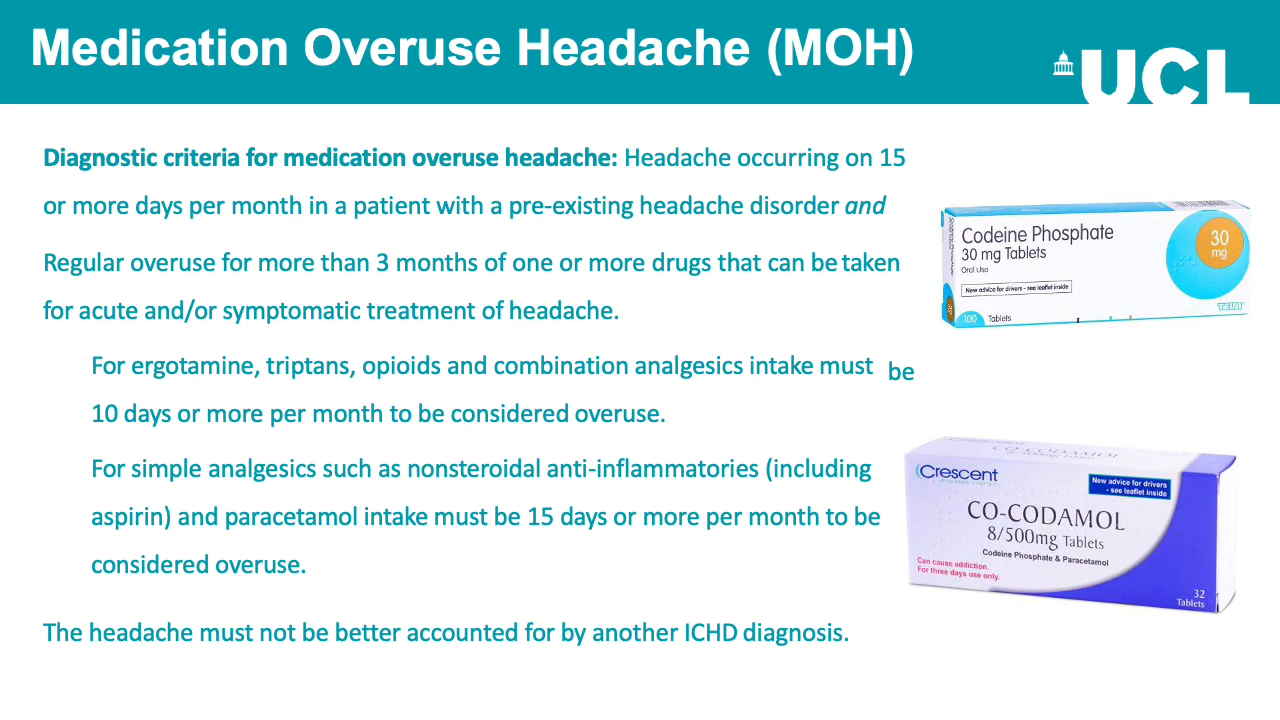 Medication Overuse Headache (MOH)
UCL
Diagnostic criteria for medication overuse headache: Headache occurring on 15
or more days per month in a patient with a pre-existing headache disorder and
Regular overuse for more than 3 months of one or more drugs that can be taken
for acute and/or symptomatic treatment of headache.
For ergotamine, triptans, opioids and combination analgesics intake must be
10 days or more per month to be considered overuse.
For simple analgesics such as nonsteroidal anti-inflammatories (including
aspirin) and paracetamol intake must be 15 days or more per month to be
considered overuse.
The headache must not be better accounted for by another ICHD diagnosis.
Codeine Phosphate
30 mg Tablets
Oral Use
New advice for drivers - see leaflet inside
30
mg
100 Tablets
TEVA
CO-CODAMOL
Crescent
New advice for drivers
- see leaflet inside
CO-CODAMOL
8/500mg Tablets
Codeine Phosphate & Paracetamol
Can cause addiction.
For three days use only.
32
Tablets